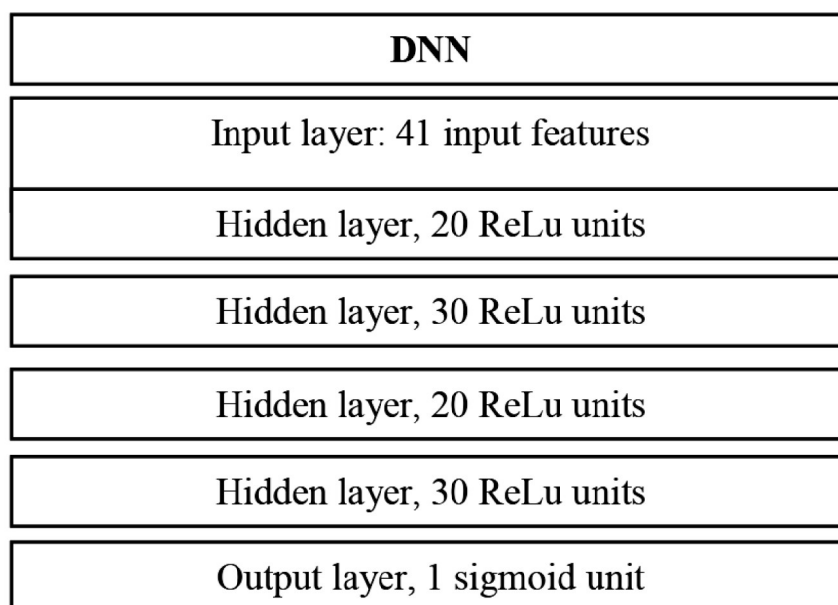 DNN
Input layer: 41 input features
Hidden layer, 20 ReLu units
Hidden layer, 30 ReLu units
Hidden layer, 20 ReLu units
Hidden layer, 30 ReLu units
Output layer, 1 sigmoid unit